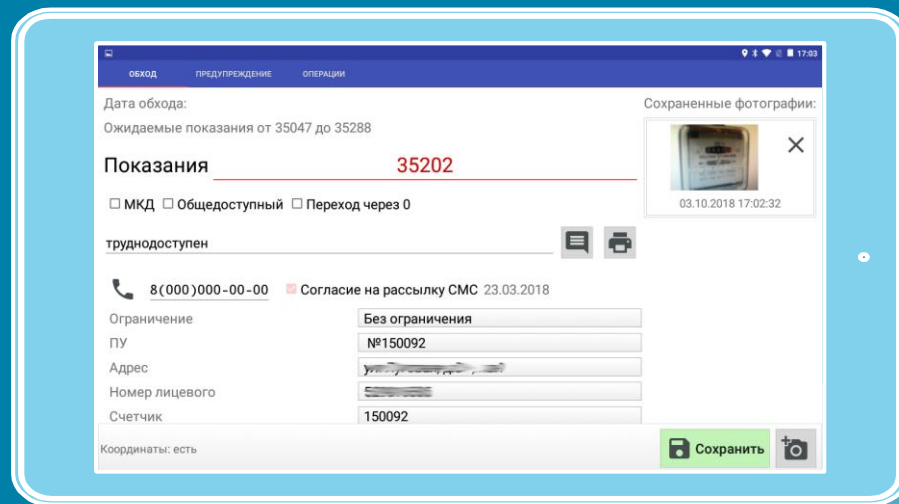 17:03
ОБХОД ПРЕДУПРЕЖДЕНИЕ ОПЕРАЦИИ
Дата обхода: Сохраненные фотографии:
Ожидаемые показания от 35047 до 35288
Показания 35202
МКД Общедоступный Переход через 0
03.10.2018 17:02:32
труднодоступен
8(000)000-00-00 Согласие на рассылку СМС 23.03.2018
Ограничение Без ограничения
ПУ №150092
Адрес
Номер лицевого
Счетчик 150092
Координаты: есть Сохранить